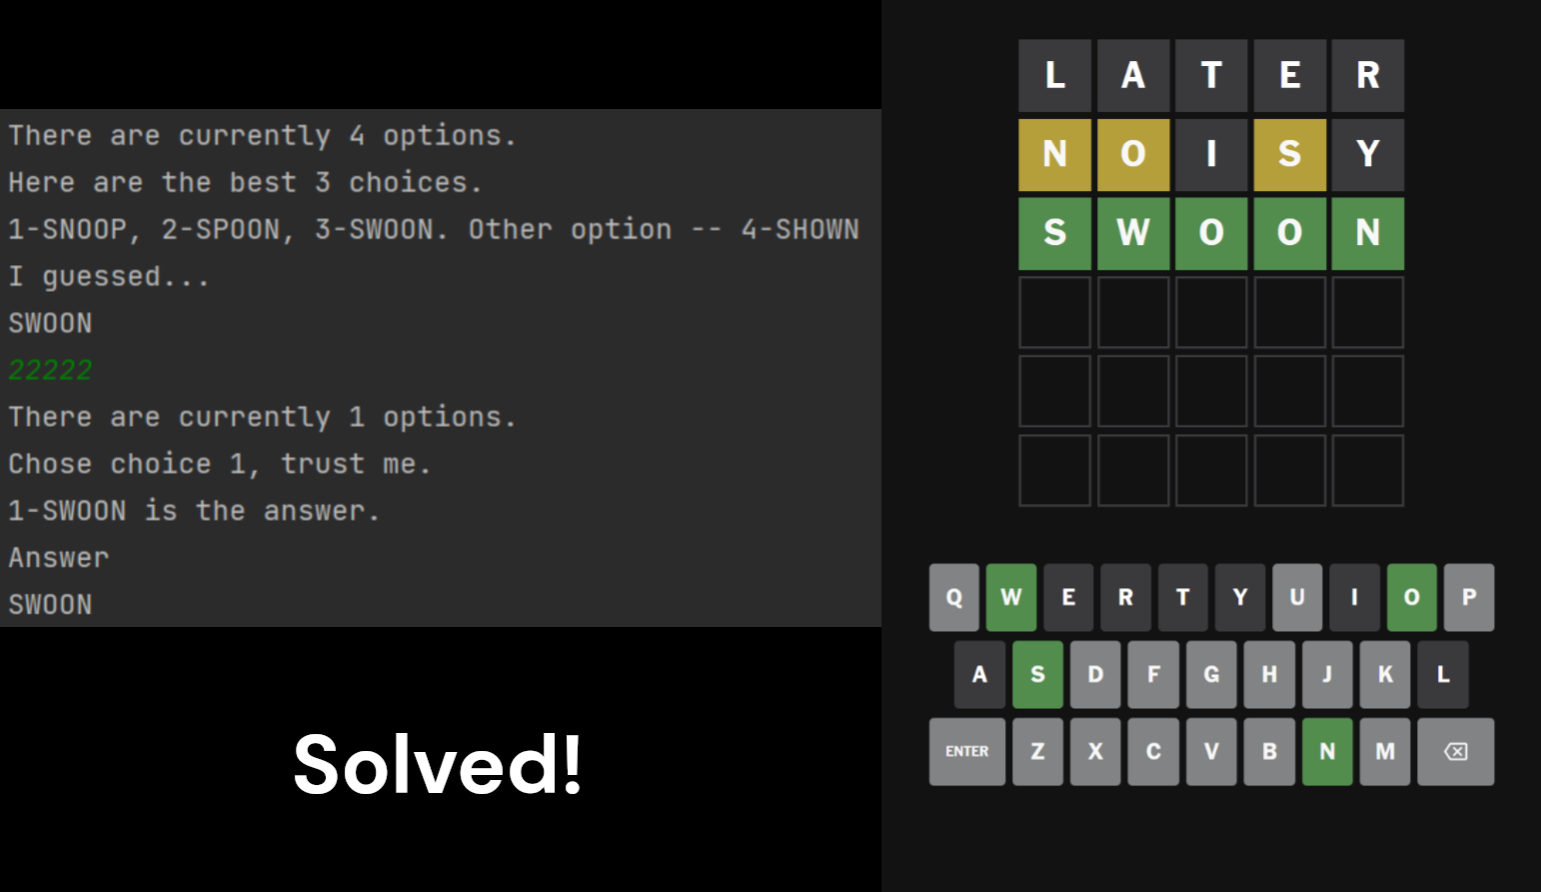 There are currently 4 options.
Here are the best 3 choices.
1-SNOOP, 2-SPOON, 3-SWOON. Other option -- 4-SHOWN
I guessed...
SWOON
22222
There are currently 1 options.
Chose choice 1, trust me.
1-SWOON is the answer.
Answer
SWOON
Solved!
L A T E R
N O I S Y
S W O O N
Q W E R T Y U I O P
A S D F G H J K L
ENTER Z X C V B N M